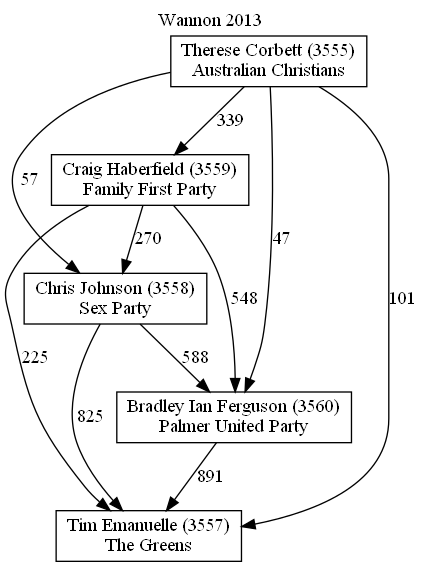 Wannon 2013
Therese Corbett (3555)
Australian Christians
339
57
Craig Haberfield (3559)
Family First Party
270
47
Chris Johnson (3558)
Sex Party
548
101
225
588
825
Bradley Ian Ferguson (3560)
Palmer United Party
891
Tim Emanuelle (3557)
The Greens